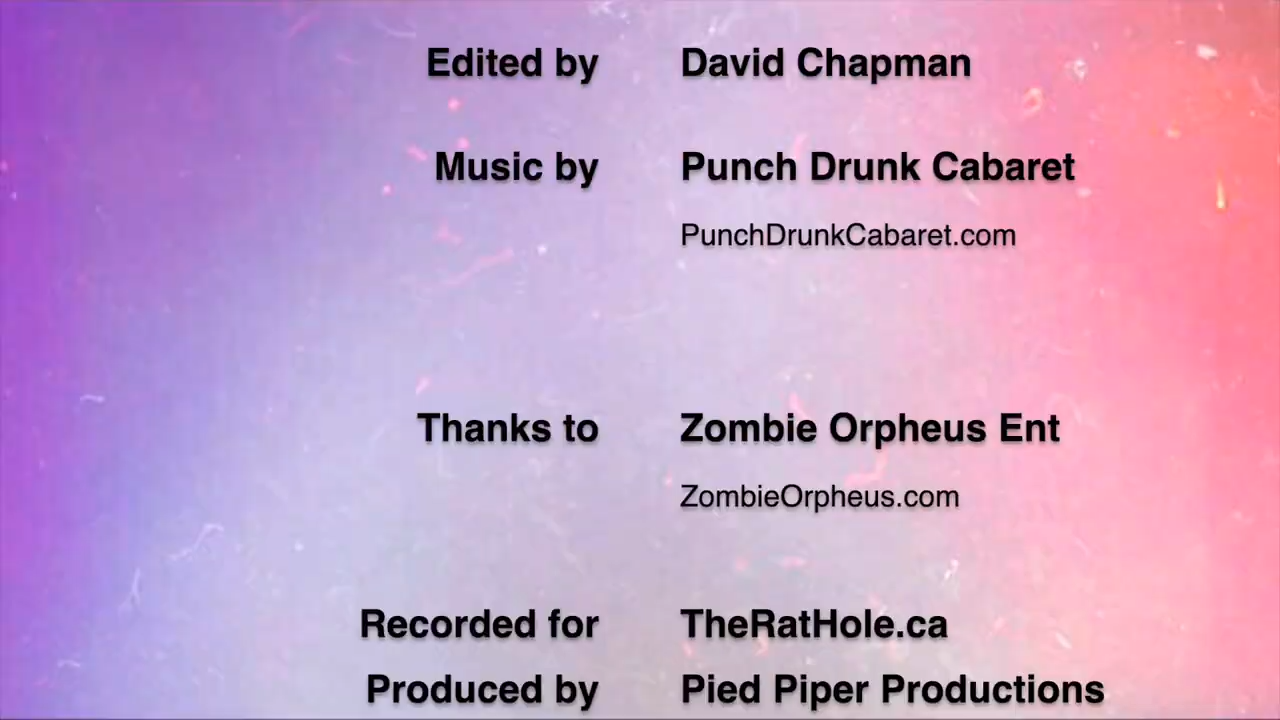 Edited by David Chapman
Music by Punch Drunk Cabaret
PunchDrunkCabaret.com
Thanks to Zombie Orpheus Ent
ZombieOrpheus.com
Recorded for TheRatHole.ca
Produced by Pied Piper Productions